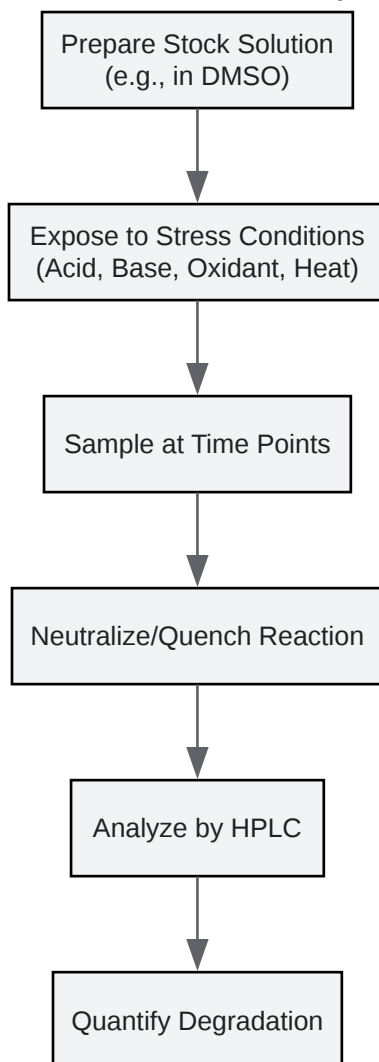 Prepare Stock Solution
(e.g., in DMSO)
Expose to Stress Conditions
(Acid, Base, Oxidant, Heat)
Sample at Time Points
Neutralize/Quench Reaction
Analyze by HPLC
Quantify Degradation